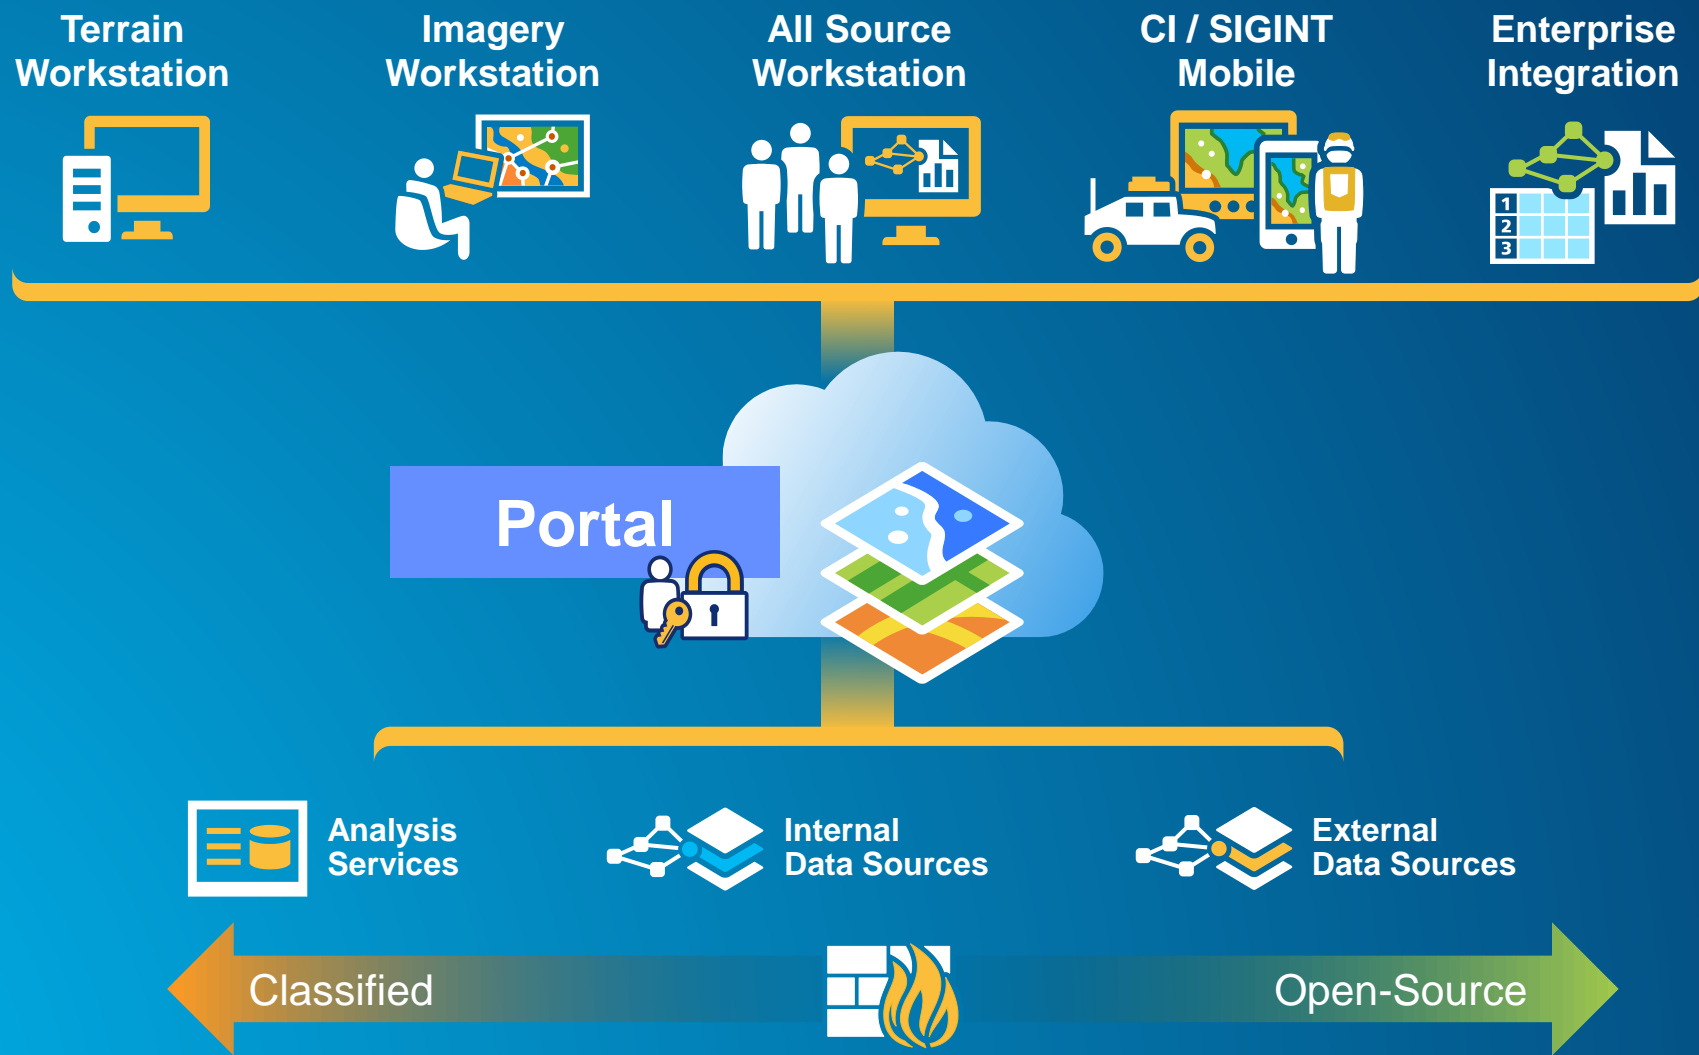 Terrain
Workstation
Imagery
Workstation
All Source
Workstation
CI / SIGINT
Mobile
Enterprise
Integration
1
2
3
Portal
Analysis
Services
Internal
Data Sources
External
Data Sources
Classified
Open-Source